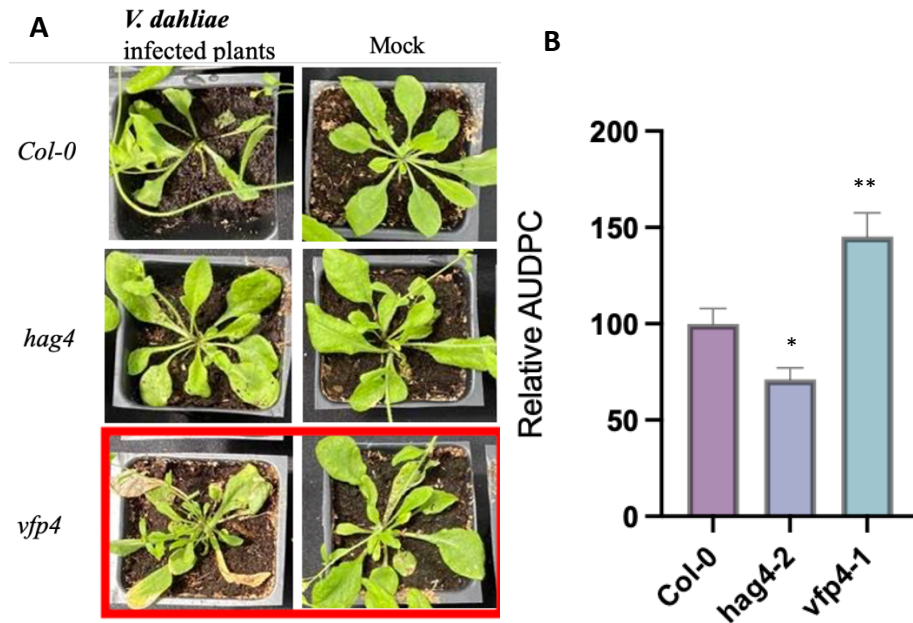 A
V. dahliae
infected plants
Mock
Col-0
hag4
vfp4
B
Relative AUDPC
200
150
100
50
0
*
**
Col-0
hag4-2
vfp4-1